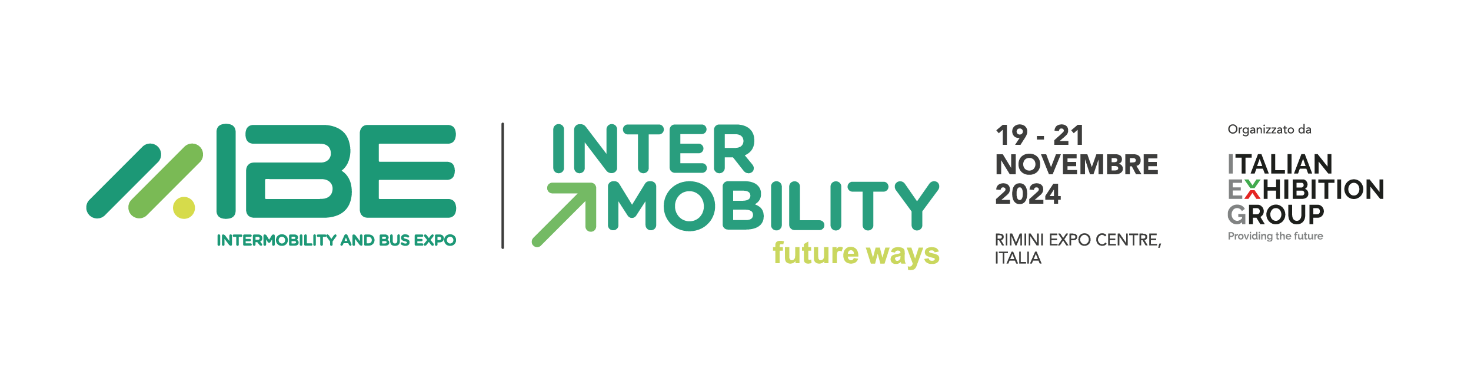 IBE
INTERMOBILITY AND BUS EXPO
INTER
MOBILITY
future ways
19 - 21
NOVEMBRE
2024
RIMINI EXPO CENTRE,
ITALIA
Organizzato da
ITALIAN
EXHIBITION
GROUP
Providing the future